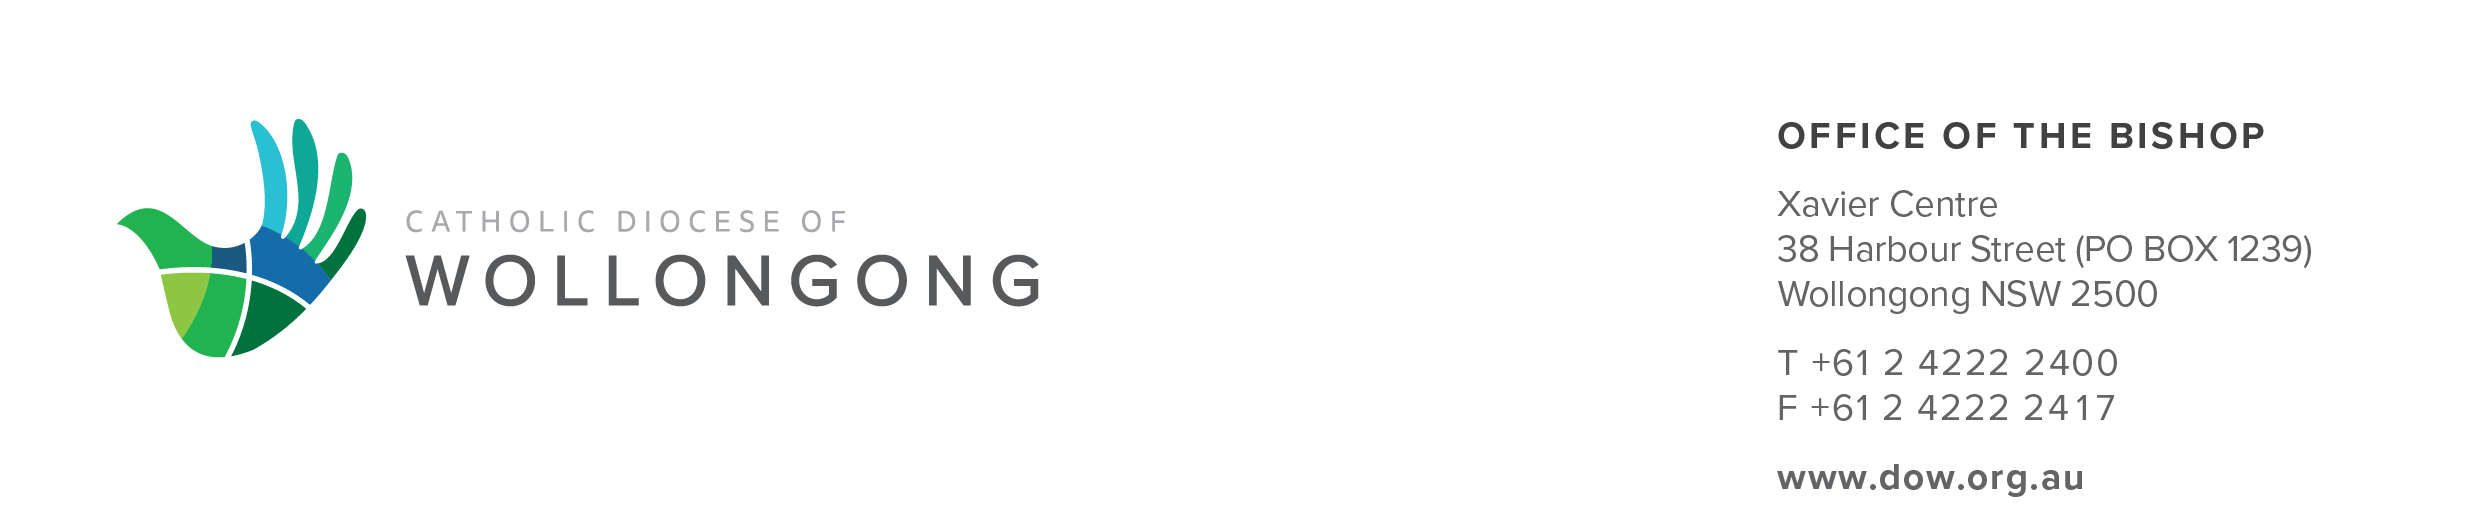 CATHOLIC DIOCESE OF
WOLLONGONG
OFFICE OF THE BISHOP
Xavier Centre
38 Harbour Street (PO BOX 1239)
Wollongong NSW 2500
T +61 2 4222 2400
F +61 2 4222 2417
www.dow.org.au